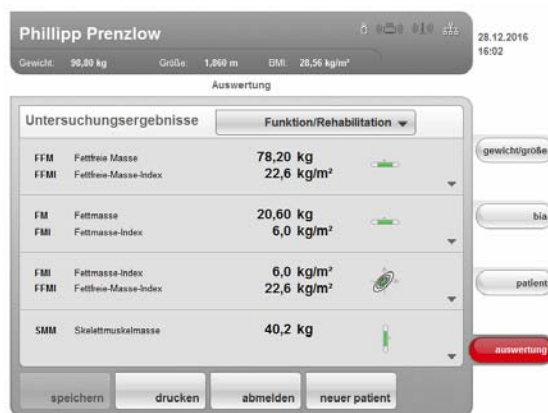 Phillipp Prenzlow
28.12.2016
16:02
Gewicht: 98,80 kg Größe: 1,860 m BMI: 28,56 kg/m²
Auswertung
Untersuchungsergebnisse Funktion/Rehabilitation
FFM Fettfreie Masse 78,20 kg
FFMI Fettfreie-Masse-Index 22,6 kg/m²
FM Fettmasse 20,60 kg
FMI Fettmasse-Index 6,0 kg/m²
FMI Fettmasse-Index 6,0 kg/m²
FFMI Fettfreie-Masse-Index 22,6 kg/m²
SMM Skelettmuskelmasse 40,2 kg
gewicht/größe
bia
patient
auswertung
speichern drucken abmelden neuer patient